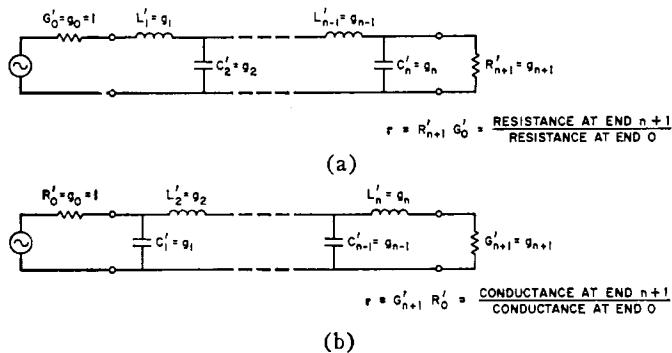 G'₀=g₀=1 L'₁=g₁ L'ₙ₋₁=gₙ₋₁
C'₂=g₂ C'ₙ=gₙ R'ₙ₊₁=gₙ₊₁
r = R'ₙ₊₁ G'₀ = RESISTANCE AT END n+1
RESISTANCE AT END 0
(a)
R'₀=g₀=1 L'₂=g₂ L'ₙ=gₙ
C'₁=g₁ C'ₙ₋₁=gₙ₋₁ G'ₙ₊₁=gₙ₊₁
r = G'ₙ₊₁ R'₀ = CONDUCTANCE AT END n+1
CONDUCTANCE AT END 0
(b)